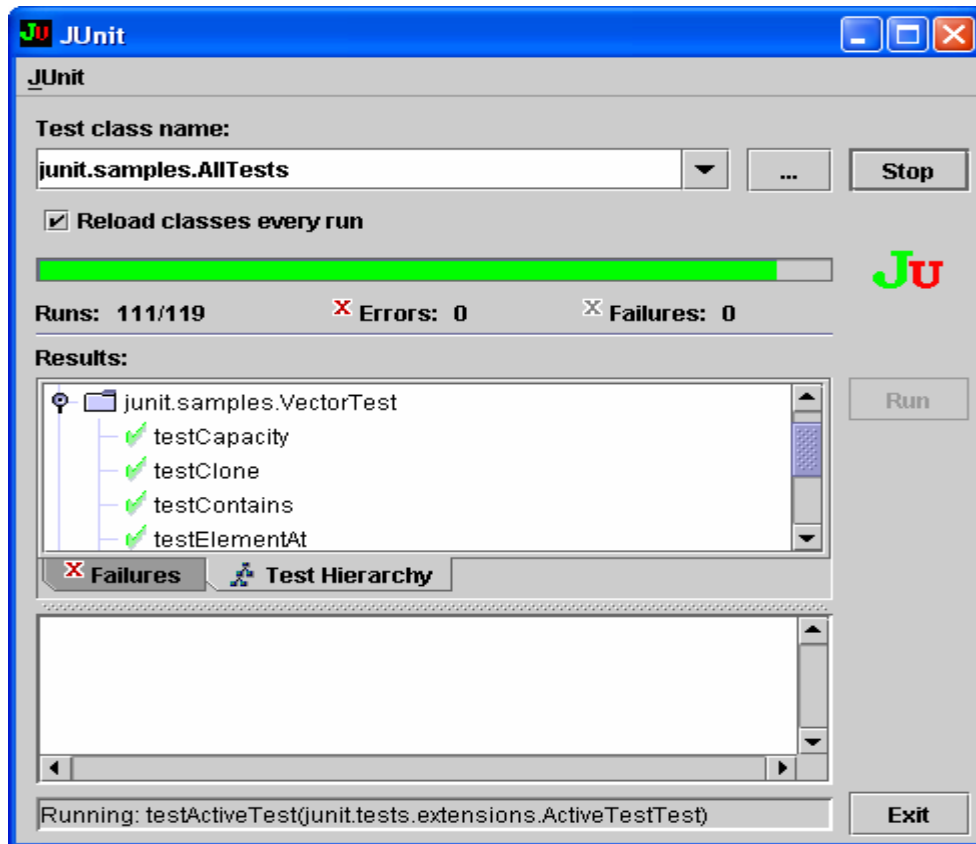 JU JUnit
JUnit
Test class name:
junit.samples.AllTests ... Stop
Reload classes every run
JU
Runs: 111/119 X Errors: 0 X Failures: 0
Results:
junit.samples.VectorTest Run
testCapacity
testClone
testContains
testElementAt
X Failures Test Hierarchy
Running: testActiveTest(junit.tests.extensions.ActiveTestTest) Exit